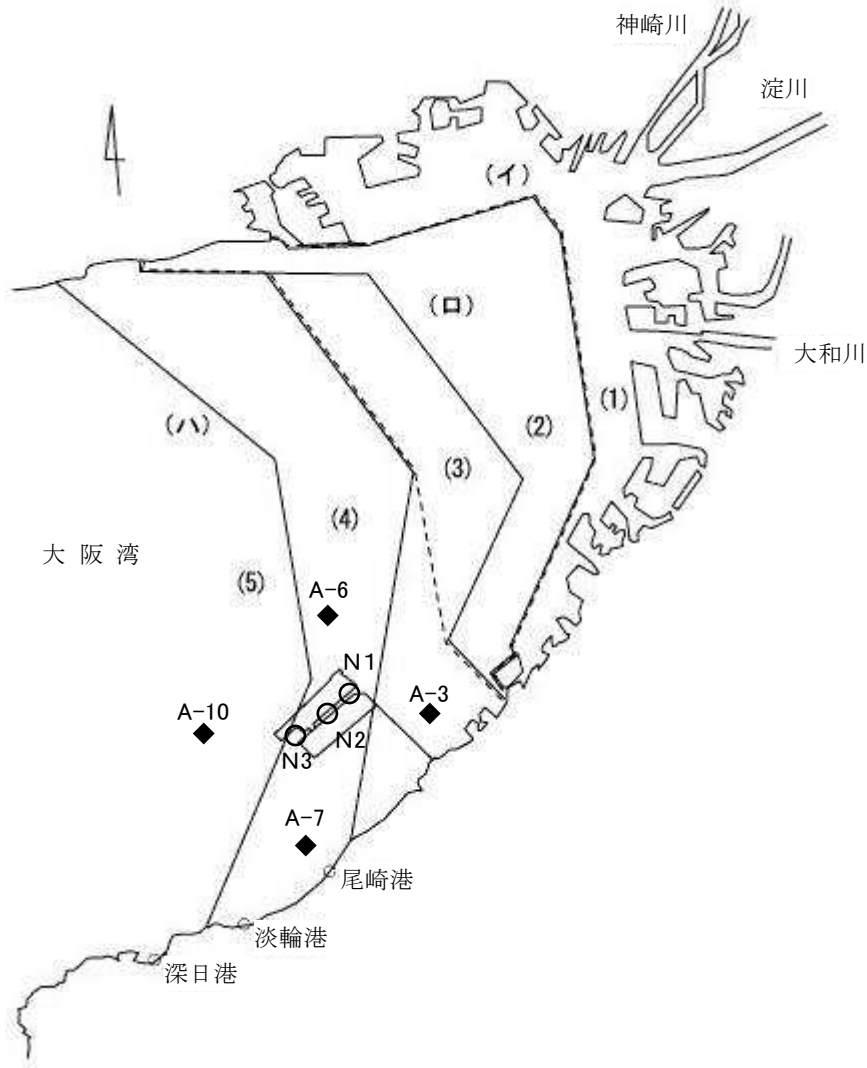 神崎川
淀川
(イ)
(ロ)
大和川
(1)
(ハ)
(2)
(3)
(4)
大阪湾
(5)
A-6
N1
A-10
A-3
N2
N3
A-7
尾崎港
淡輪港
深日港